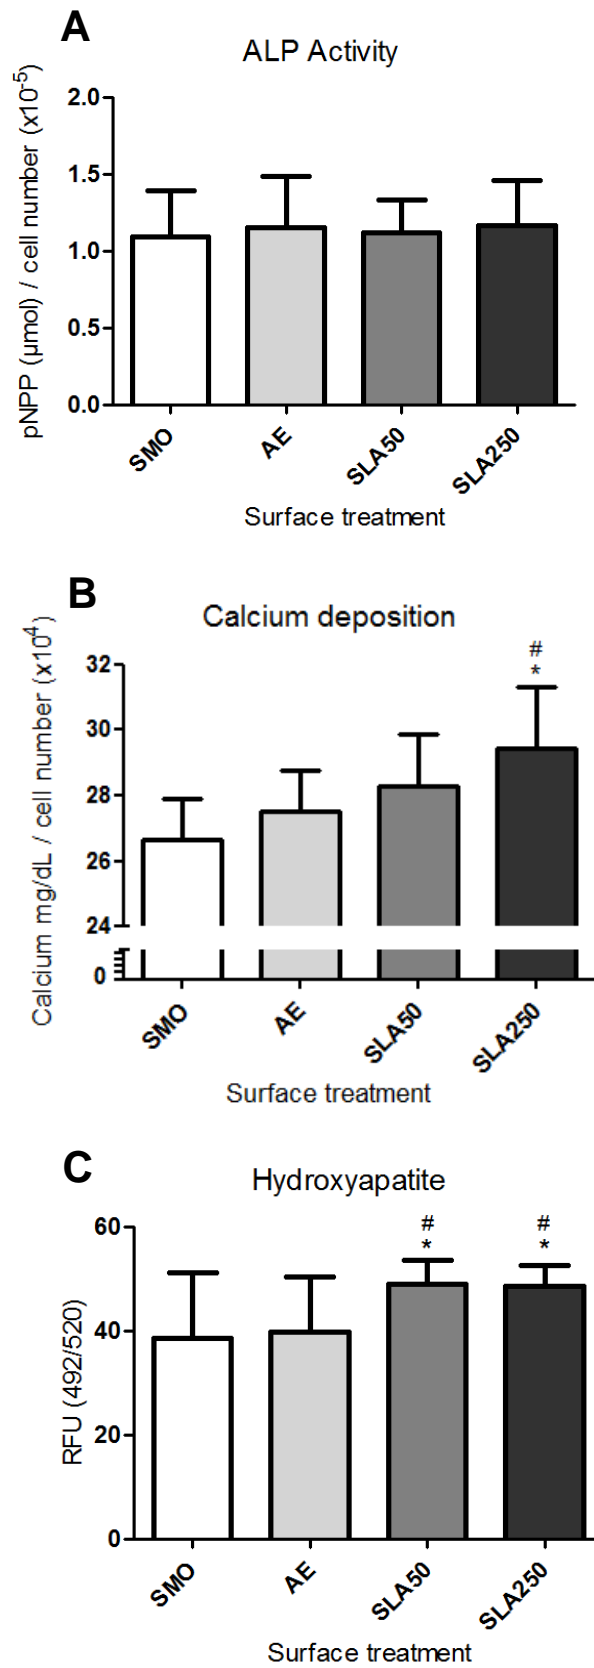 A
ALP Activity
pNPP (µmol) / cell number (x10-5)
2.0
1.5
1.0
0.5
0.0
SMO
AE
SLA50
SLA250
Surface treatment
B
Calcium deposition
Calcium mg/dL / cell number (x10⁴)
#
*
32
30
28
26
24
0
SMO
AE
SLA50
SLA250
Surface treatment
C
Hydroxyapatite
RFU (492/520)
# #
* *
60
40
20
0
SMO
AE
SLA50
SLA250
Surface treatment